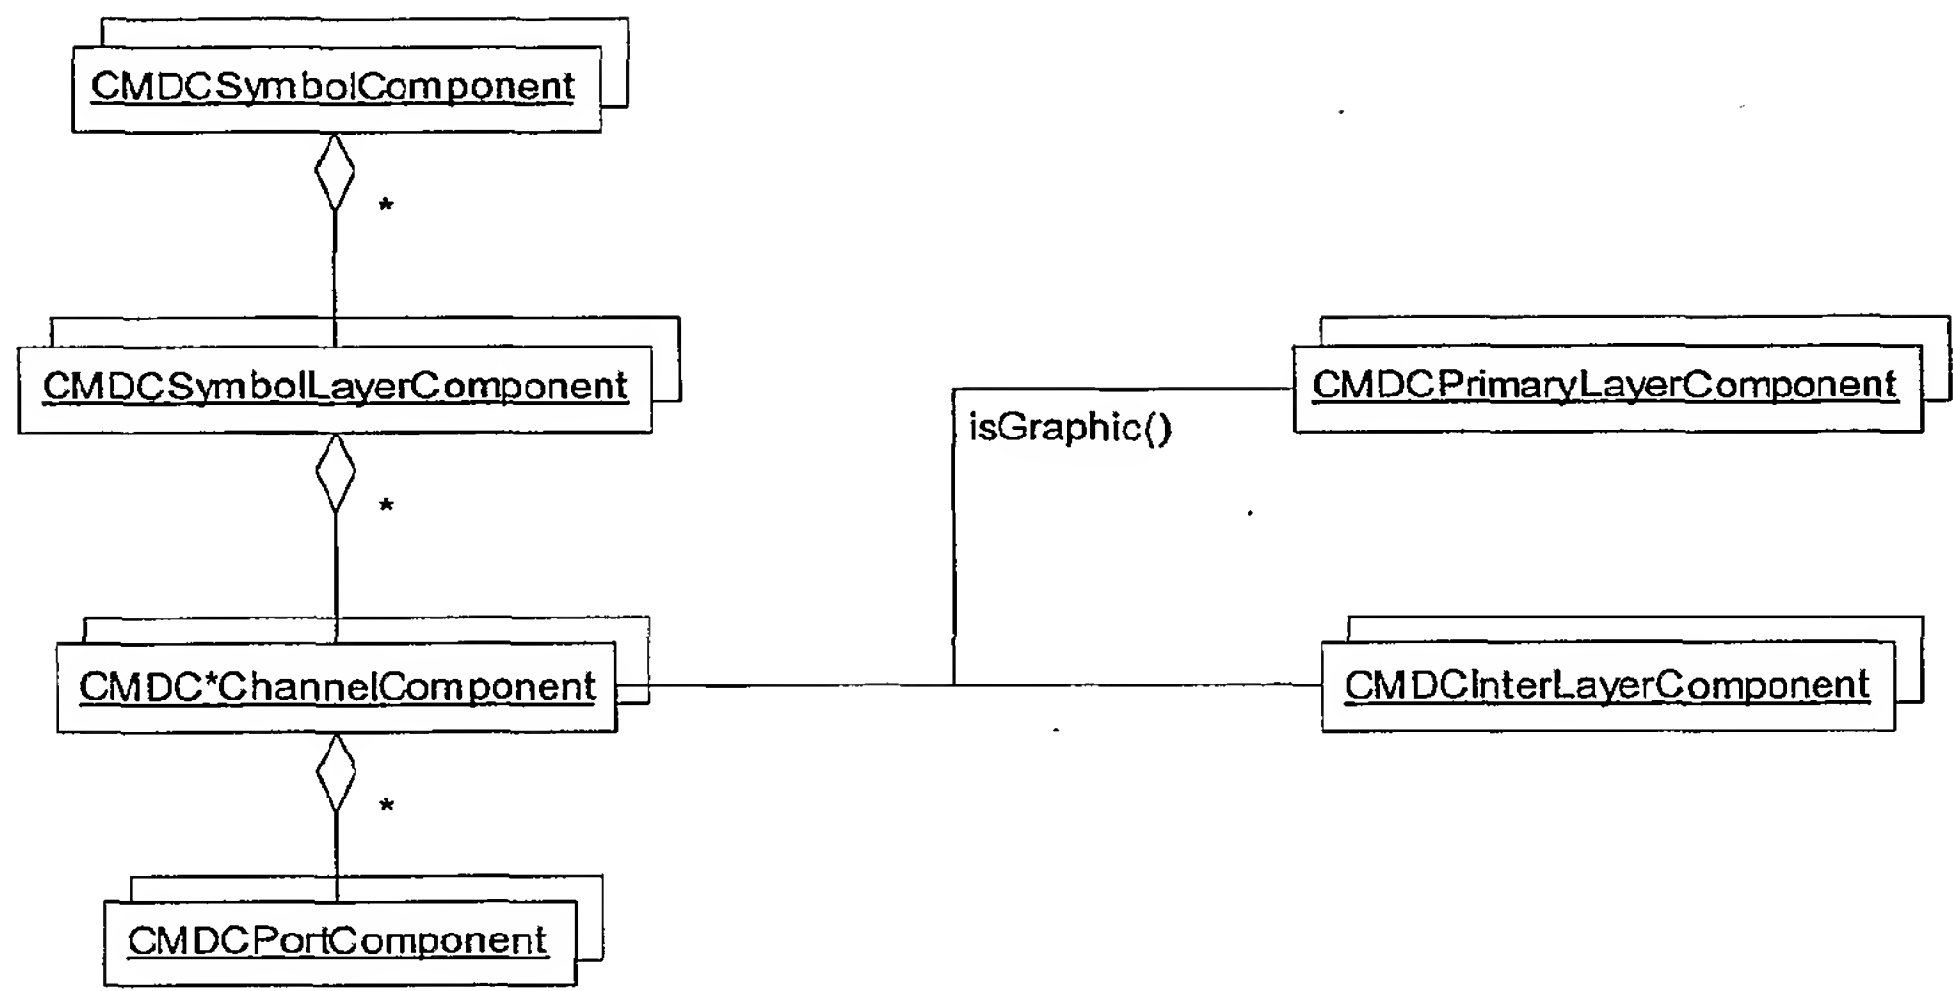 CMDCSymbolComponent
*
CMDCSymbolLayerComponent
CMDCPrimaryLayerComponent
isGraphic()
*
CMDC*ChannelComponent
CMDCInterLayerComponent
*
CMDCPortComponent